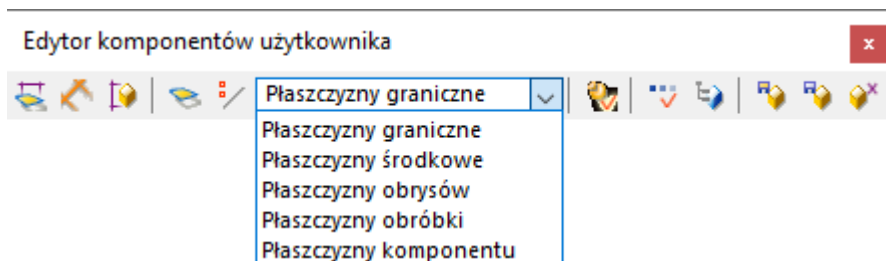 Edytor komponentów użytkownika
Płaszczyzny graniczne
Płaszczyzny graniczne
Płaszczyzny środkowe
Płaszczyzny obrysów
Płaszczyzny obróbki
Płaszczyzny komponentu